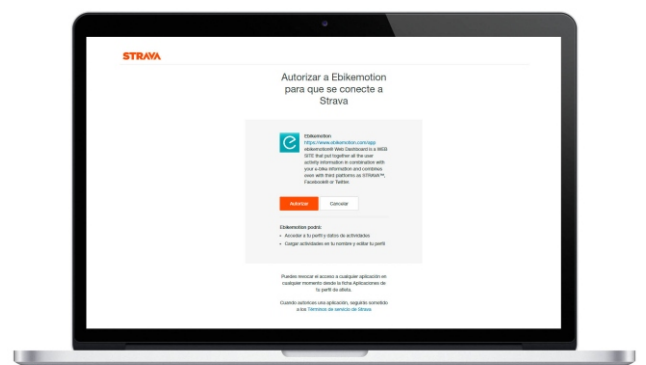 STRAVA
Autorizar a Ebikemotion
para que se conecte a
Strava
Ebikemotion
https://www.ebikemotion.com/app
ebikemotion® Web Dashboard is a WEB
SITE that put together all the user
activity information in combination with
your e-bike information and combines
even with third platforms as STRAVA™,
Facebook® or Twitter.
Autorizar Cancelar
Ebikemotion podrá:
• Acceder a tu perfil y datos de actividades
• Cargar actividades en tu nombre y editar tu perfil
Puedes revocar el acceso a cualquier aplicación en
cualquier momento desde la ficha Aplicaciones de
tu perfil de atleta.
Cuando autorices una aplicación, seguirás sometido
a los Términos de servicio de Strava